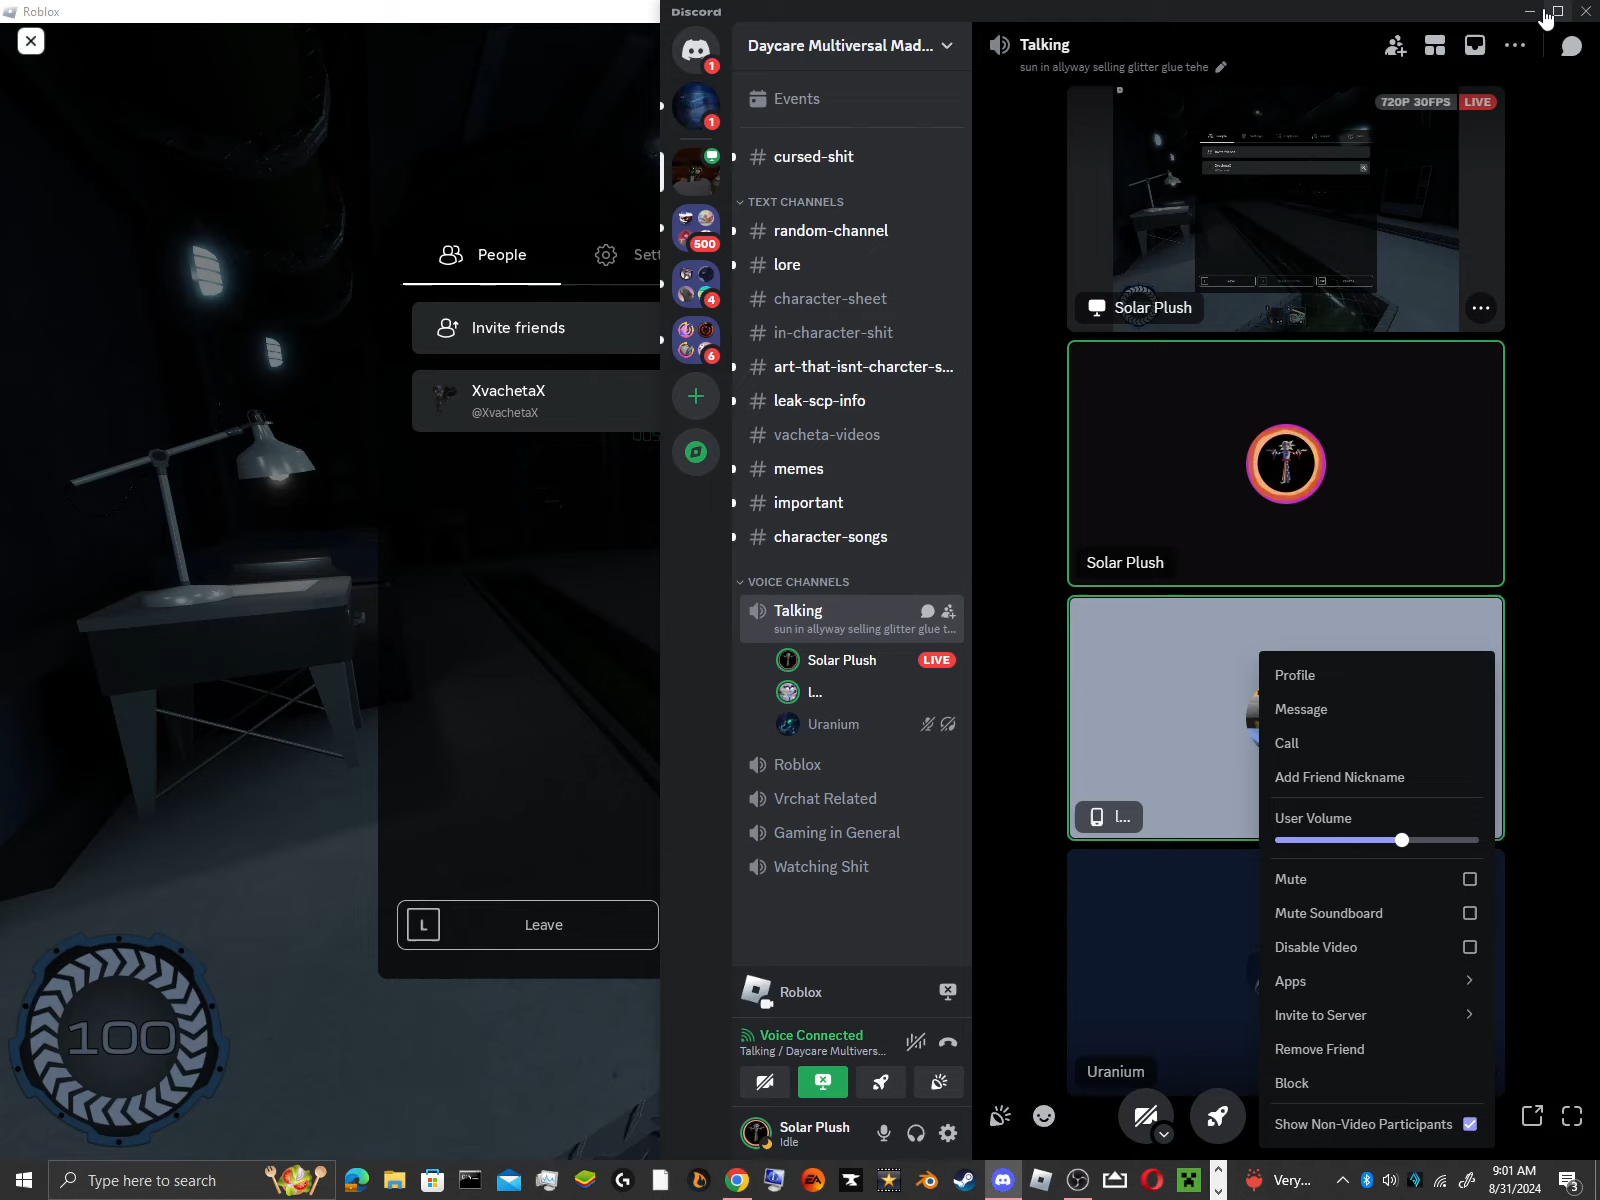 Roblox
People
Invite friends
XvachetaX
@XvachetaX
L
Leave
100
Discord
Daycare Multiversal Mad...
Events
cursed-shit
TEXT CHANNELS
random-channel
lore
character-sheet
in-character-shit
art-that-isnt-charcter-s...
leak-scp-info
vacheta-videos
memes
important
character-songs
VOICE CHANNELS
Talking
sun in allyway selling glitter glue t...
Solar Plush LIVE
l...
Uranium
Roblox
Vrchat Related
Gaming in General
Watching Shit
1
1
500
4
6
Roblox
Voice Connected
Talking / Daycare Multivers...
Solar Plush
Idle
Talking
sun in allyway selling glitter glue tehe
720P 30FPS LIVE
Solar Plush
Solar Plush
l...
Uranium
Profile
Message
Call
Add Friend Nickname
User Volume
Mute
Mute Soundboard
Disable Video
Apps
Invite to Server
Remove Friend
Block
Show Non-Video Participants
Type here to search
Very...
9:01 AM
8/31/2024
3